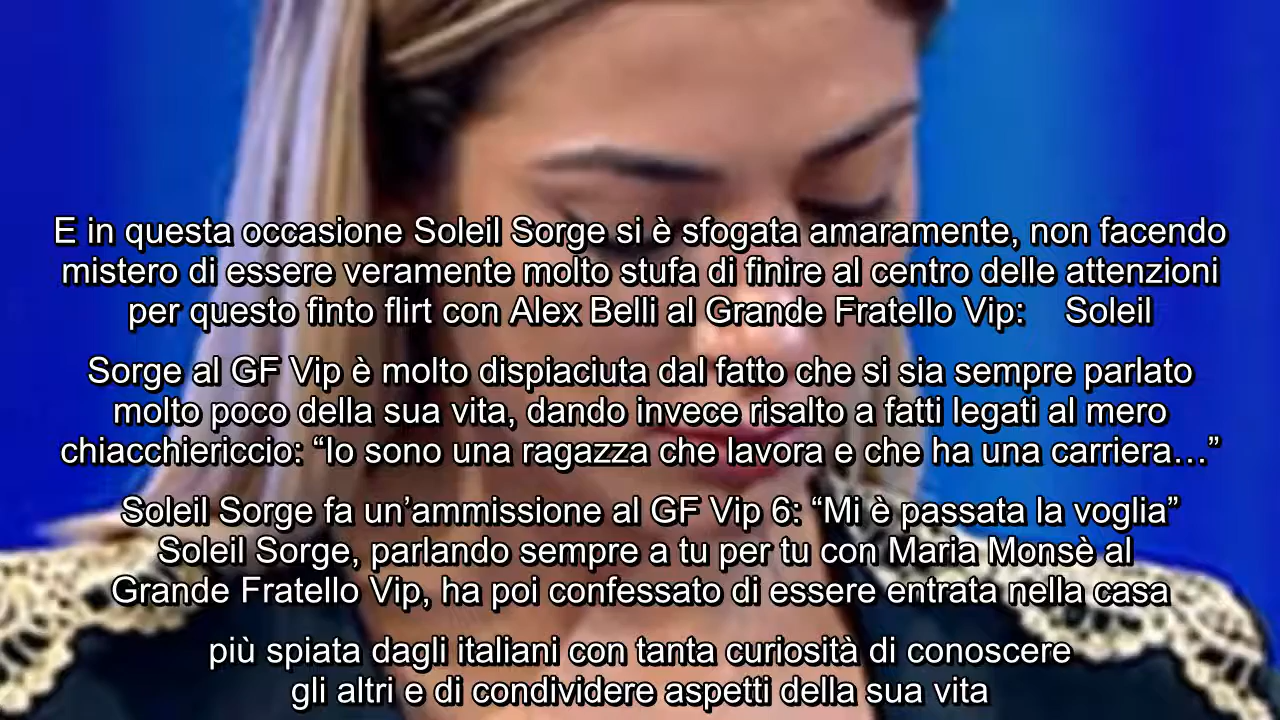 E in questa occasione Soleil Sorge si è sfogata amaramente, non facendo
mistero di essere veramente molto stufa di finire al centro delle attenzioni
per questo finto flirt con Alex Belli al Grande Fratello Vip: Soleil
Sorge al GF Vip è molto dispiaciuta dal fatto che si sia sempre parlato
molto poco della sua vita, dando invece risalto a fatti legati al mero
chiacchiericcio: “Io sono una ragazza che lavora e che ha una carriera…”
Soleil Sorge fa un’ammissione al GF Vip 6: “Mi è passata la voglia”
Soleil Sorge, parlando sempre a tu per tu con Maria Monsè al
Grande Fratello Vip, ha poi confessato di essere entrata nella casa
più spiata dagli italiani con tanta curiosità di conoscere
gli altri e di condividere aspetti della sua vita